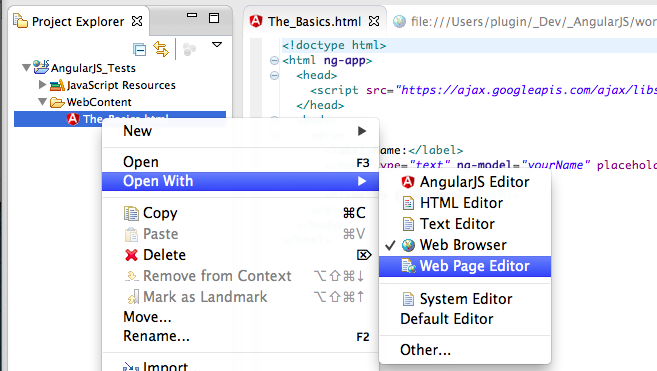 Project Explorer
The_Basics.html
file:///Users/plugin/_Dev/_AngularJS/wor
AngularJS_Tests
JavaScript Resources
WebContent
The_Basics.html
<!doctype html>
<html ng-app>
<head>
<script src="https://ajax.googleapis.com/ajax/libs
</head>
ame:</label>
ype="text" ng-model="yourName" placehola
New
Open F3
Open With
Copy ⌘C
Paste ⌘V
Delete ⌦
Remove from Context ⌥⇧⌘↓
Mark as Landmark ⌥⇧⌘↑
Move...
Rename... F2
Import...
AngularJS Editor
HTML Editor
Text Editor
✓ Web Browser
Web Page Editor
System Editor
Default Editor
Other...